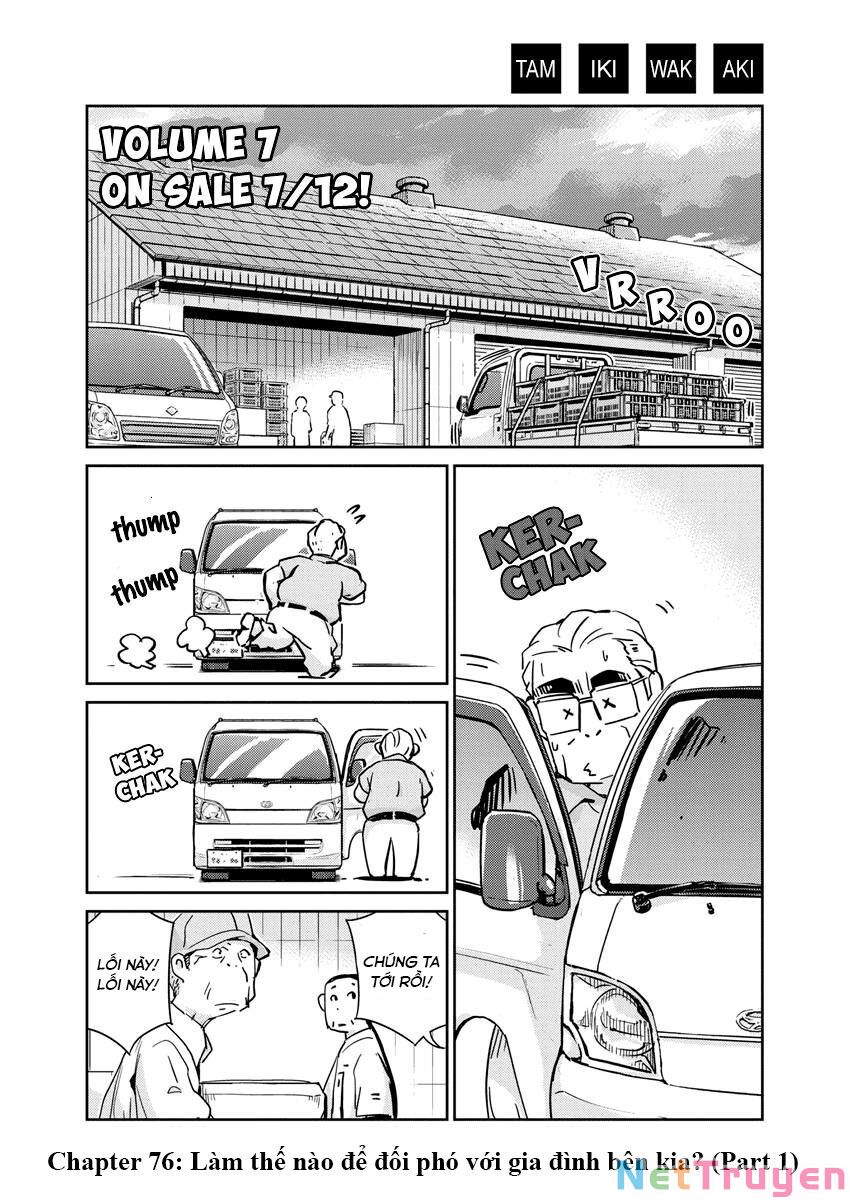 TAM IKI WAK AKI
VOLUME 7
ON SALE 7/12!
VRROOO
KER-
CHAK
thump
thump
KER-
CHAK
LỐI NÀY!
LỐI NÀY!
CHÚNG TA
TỚI RỒI!
Chapter 76: Làm thế nào để đối phó với gia đình bên kia? (Part 1)
NetTruyen